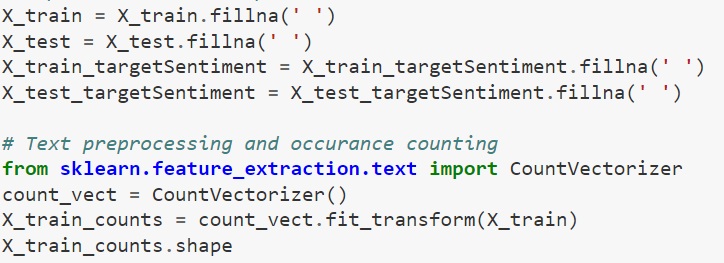 X_train = X_train.fillna(' ')
X_test = X_test.fillna(' ')
X_train_targetSentiment = X_train_targetSentiment.fillna(' ')
X_test_targetSentiment = X_test_targetSentiment.fillna(' ')
# Text preprocessing and occurance counting
from sklearn.feature_extraction.text import CountVectorizer
count_vect = CountVectorizer()
X_train_counts = count_vect.fit_transform(X_train)
X_train_counts.shape